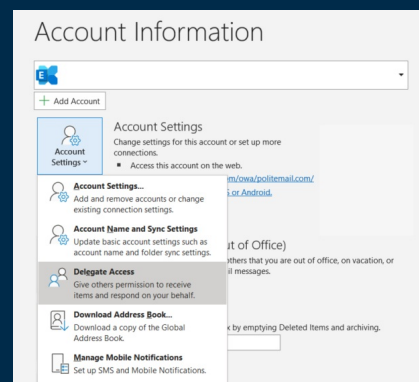 Account Information
E
+ Add Account
Account Settings
Account Settings
Change settings for this account or set up more
connections.
■ Access this account on the web.
m/owa/politemail.com/
or Android.
Account Settings...
Add and remove accounts or change
existing connection settings.
Account Name and Sync Settings
Update basic account settings such as
account name and folder sync settings.
ut of Office)
others that you are out of office, on vacation, or
il messages.
Delegate Access
Give others permission to receive
items and respond on your behalf.
Download Address Book...
Download a copy of the Global
Address Book.
x by emptying Deleted Items and archiving.
Manage Mobile Notifications
Set up SMS and Mobile Notifications.